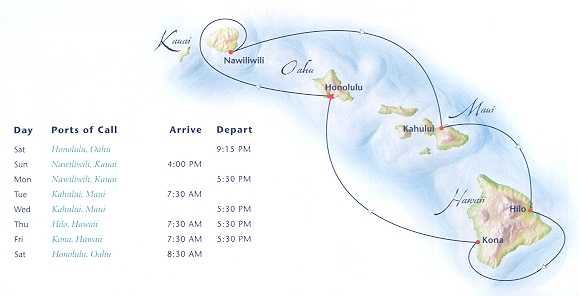 Kauai
Nawiliwili
Oahu
Honolulu
Maui
Kahului
Hawaii
Hilo
Kona
Day Ports of Call Arrive Depart
Sat Honolulu, Oahu 9:15 PM
Sun Nawiliwili, Kauai 4:00 PM
Mon Nawiliwili, Kauai 5:30 PM
Tue Kahului, Maui 7:30 AM
Wed Kahului, Maui 5:30 PM
Thu Hilo, Hawaii 7:30 AM 5:30 PM
Fri Kona, Hawaii 7:30 AM 5:30 PM
Sat Honolulu, Oahu 8:30 AM